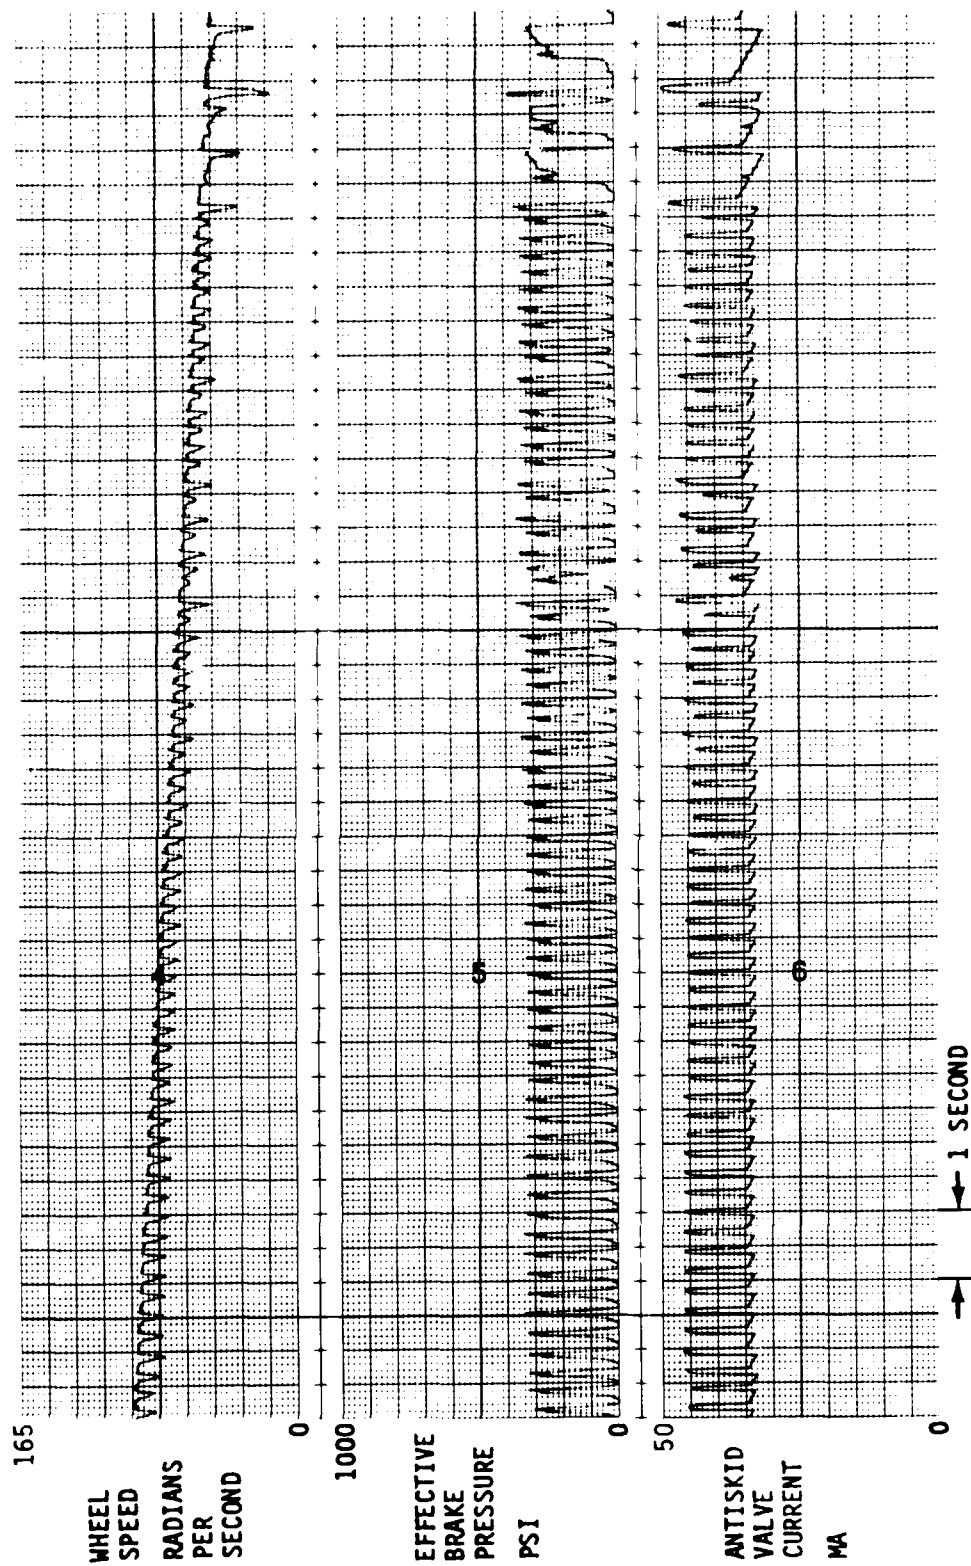 165
WHEEL
SPEED
RADIANS
PER
SECOND
0
1000
EFFECTIVE
BRAKE
PRESSURE
PSI
5
0
50
ANTISKID
VALVE
CURRENT
MA
6
0
1 SECOND